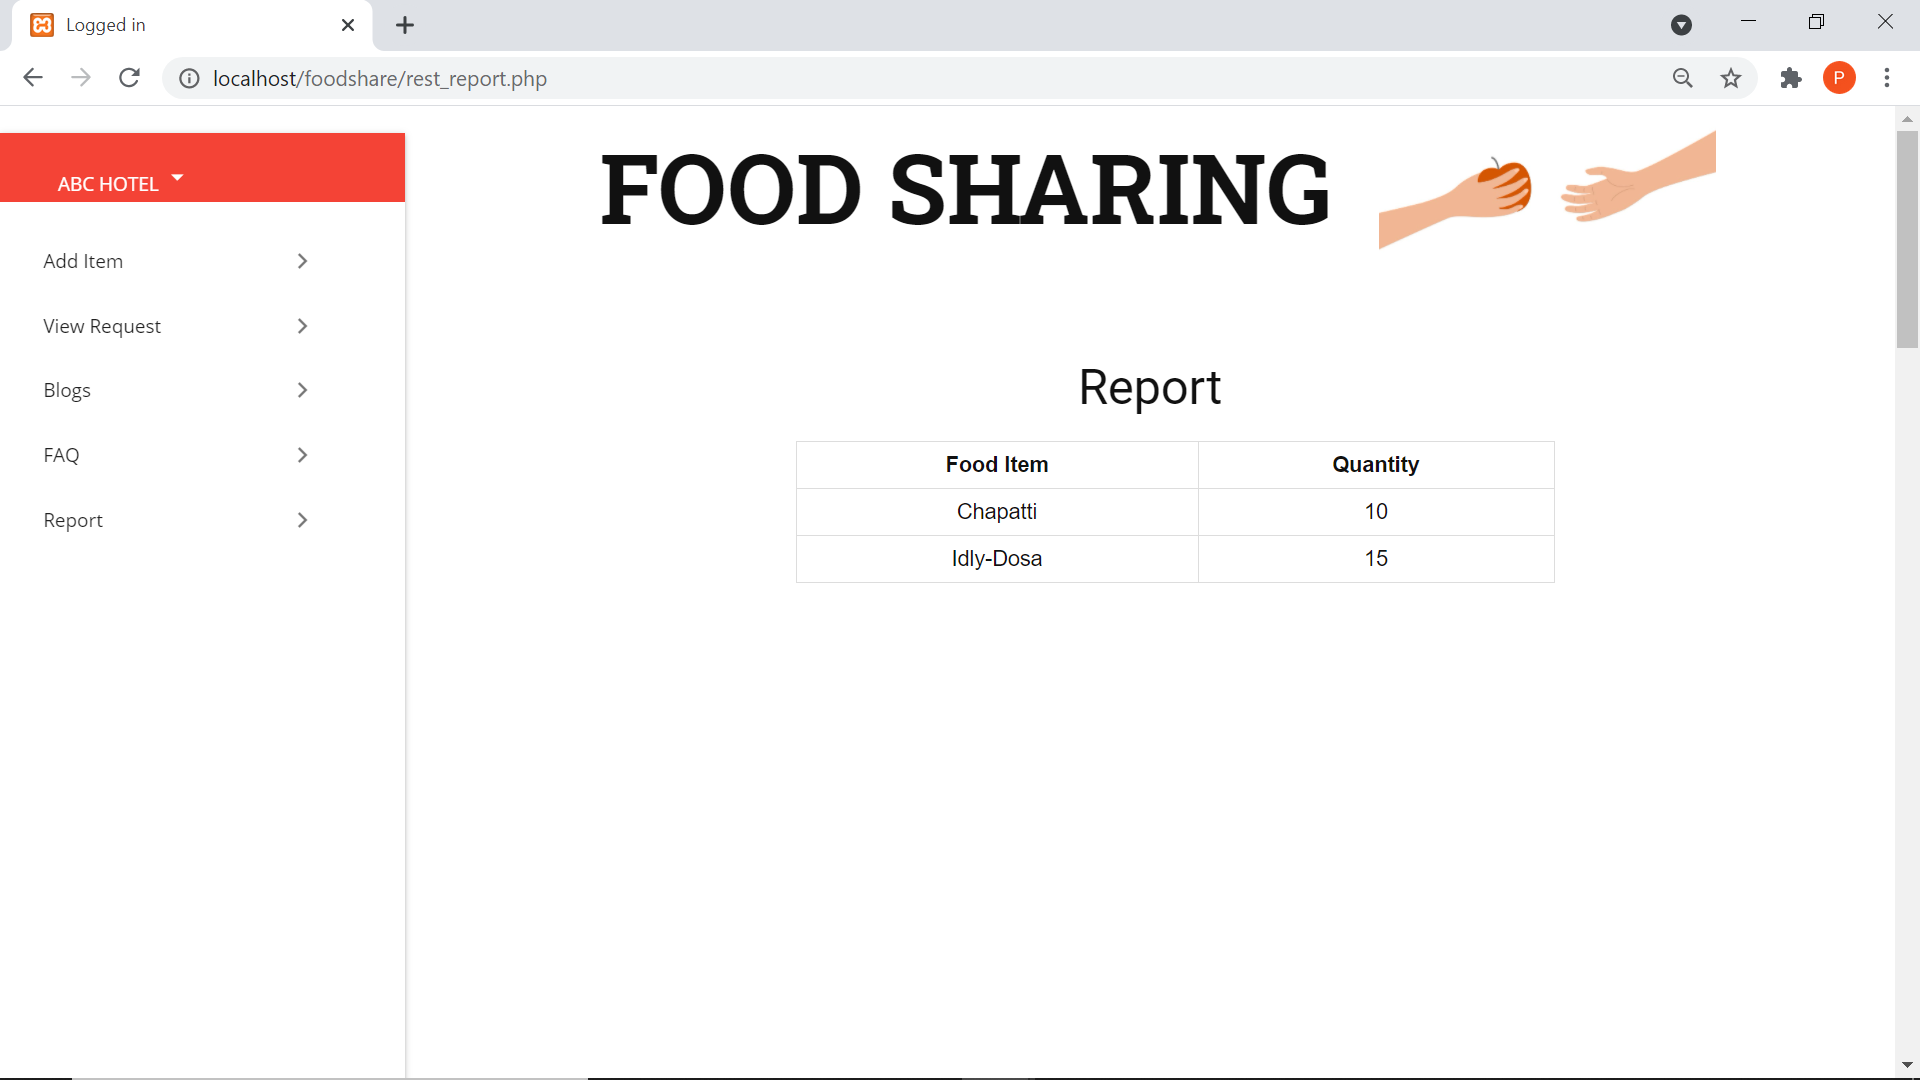 Logged in
localhost/foodshare/rest_report.php
P
ABC HOTEL
FOOD SHARING
Add Item
View Request
Blogs
FAQ
Report
Report
Food Item Quantity
Chapatti 10
Idly-Dosa 15